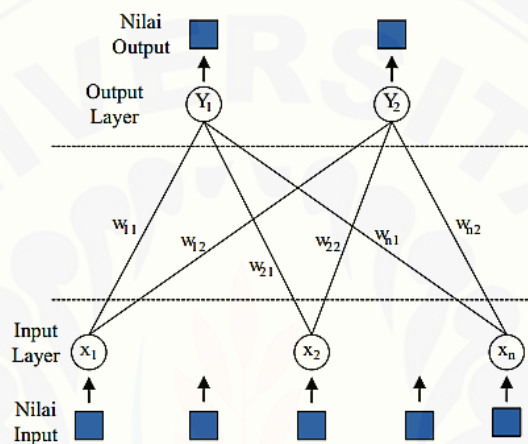 Nilai
Output
Output
Layer
Y1
Y2
w11
w12
w21
w22
wn1
wn2
Input
Layer
x1
x2
xn
Nilai
Input